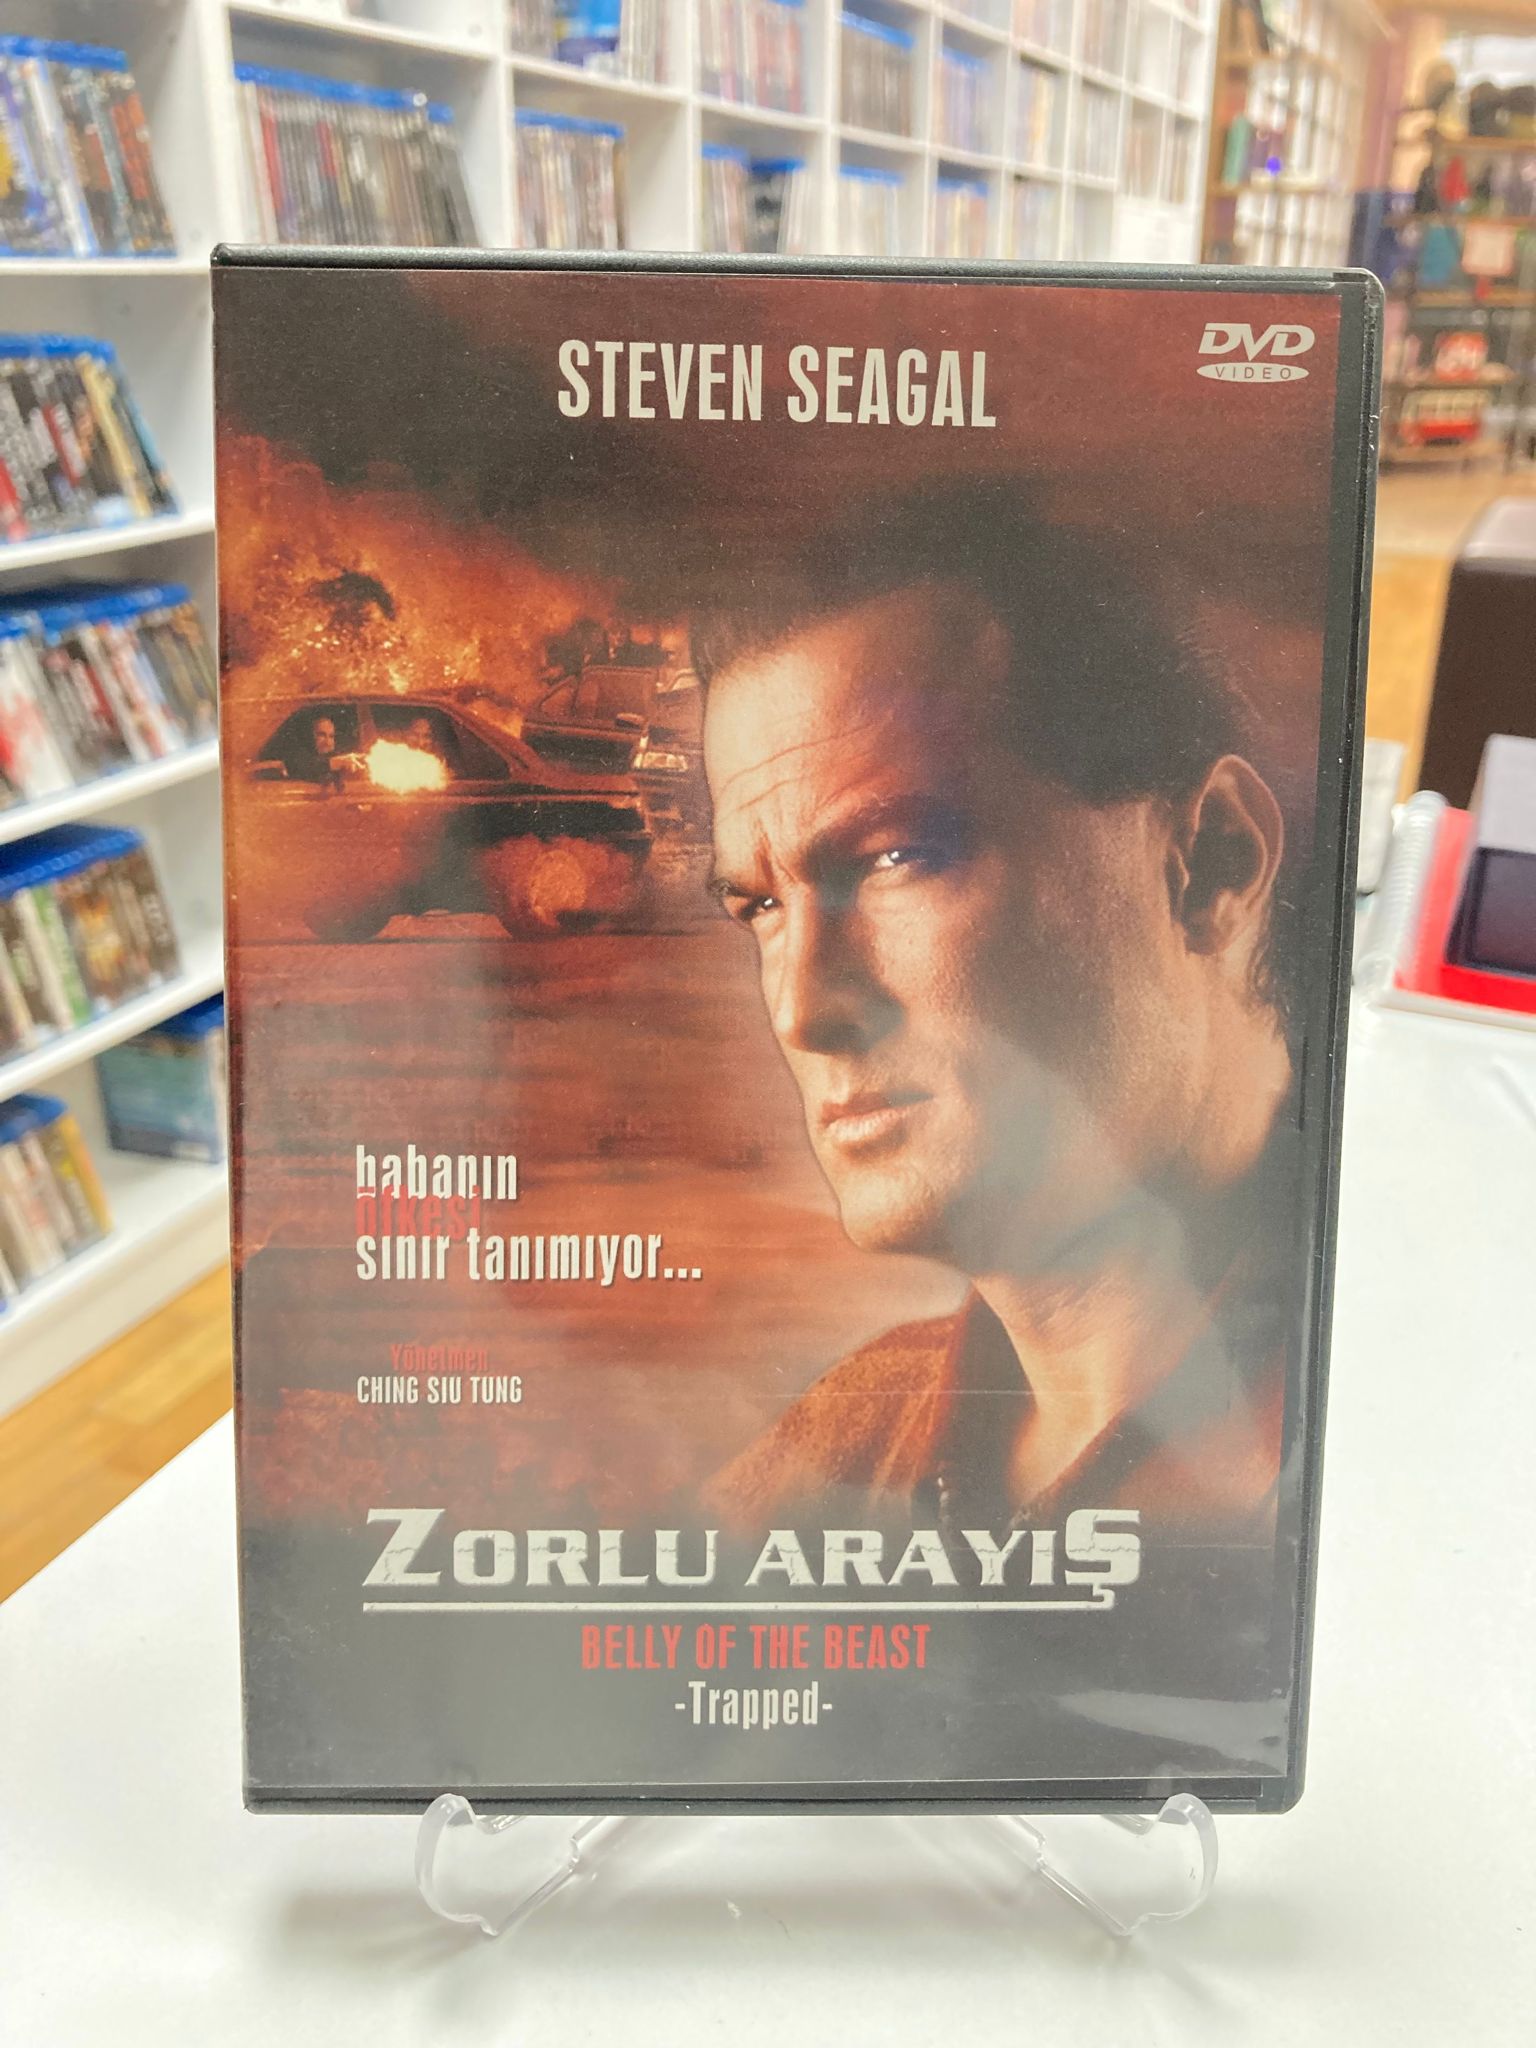 STEVEN SEAGAL
DVD
VIDEO
babanın
öfkesi
sınır tanımıyor...
Yönetmen
CHING SIU TUNG
ZORLU ARAYIŞ
BELLY OF THE BEAST
-Trapped-